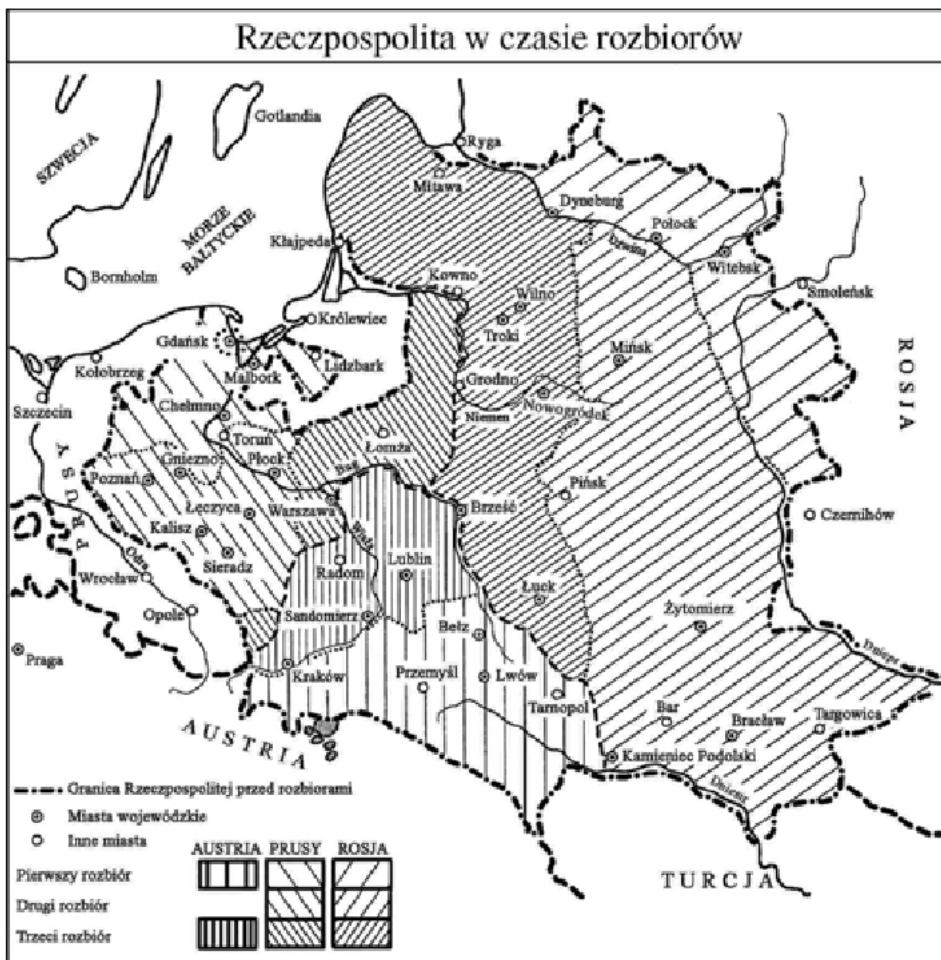 Rzeczpospolita w czasie rozbiorów
Gotlandia
SZWECJA
Ryga
Mitawa
MORZE
BAŁTYCKIE
Dyneburg
Połock
Kłajpeda
Dźwina
Witebsk
Bornholm
Kowno
Smoleńsk
Wilno
Królewiec
Troki
Gdańsk
ROSJA
Mińsk
Kołobrzeg
Malbork
Lidzbark
Szczecin
Grodno
Chełmno
Niemen
Nowogródek
Toruń
Łomża
PRUSY
Gniezno
Płock
Bug
Poznań
Pińsk
Łęczyca
Warszawa
Brześć
Kalisz
Wisła
Czernihów
Odra
Sieradz
Lublin
Wrocław
Radom
Łuck
Opole
Sandomierz
Żytomierz
Bełz
Dniepr
Praga
Kraków
Przemyśl
Lwów
Tarnopol
Bar
Bracław
Targowica
AUSTRIA
Kamieniec Podolski
Dniestr
Granica Rzeczpospolitej przed rozbiorami
Miasta wojewódzkie
Inne miasta
AUSTRIA PRUSY ROSJA
TURCJA
Pierwszy rozbiór
Drugi rozbiór
Trzeci rozbiór